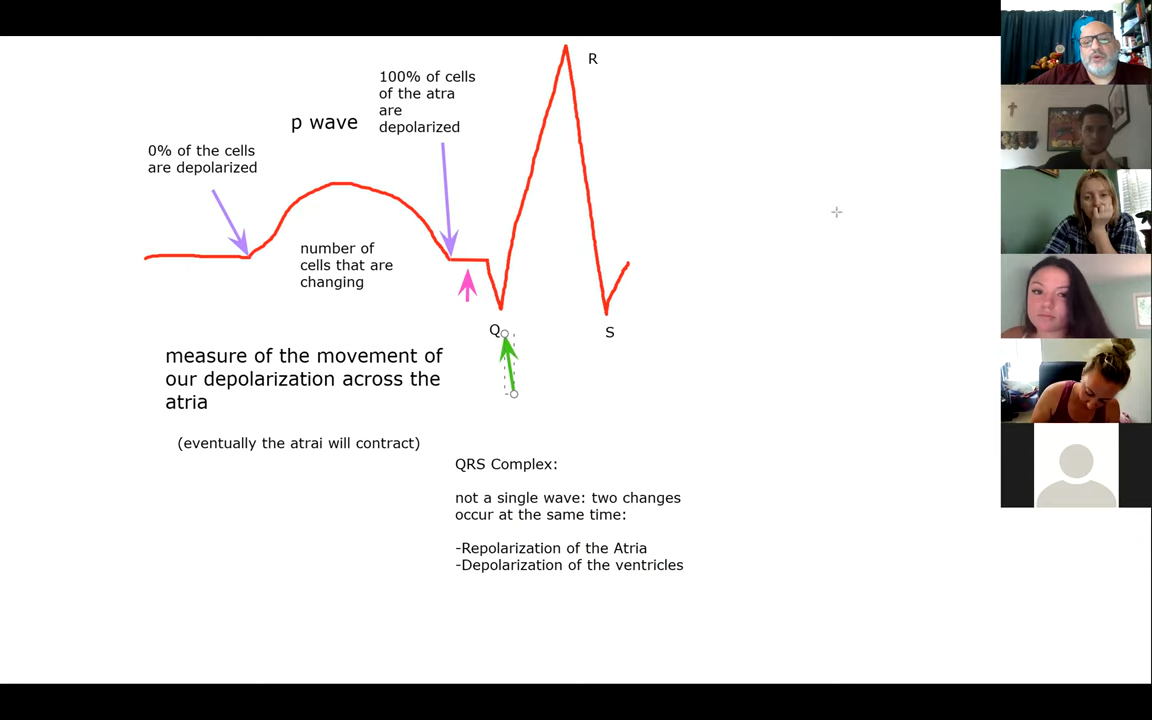 R
100% of cells
of the atra
are
depolarized
p wave
0% of the cells
are depolarized
number of
cells that are
changing
Q
S
measure of the movement of
our depolarization across the
atria
(eventually the atrai will contract)
QRS Complex:
not a single wave: two changes
occur at the same time:
-Repolarization of the Atria
-Depolarization of the ventricles